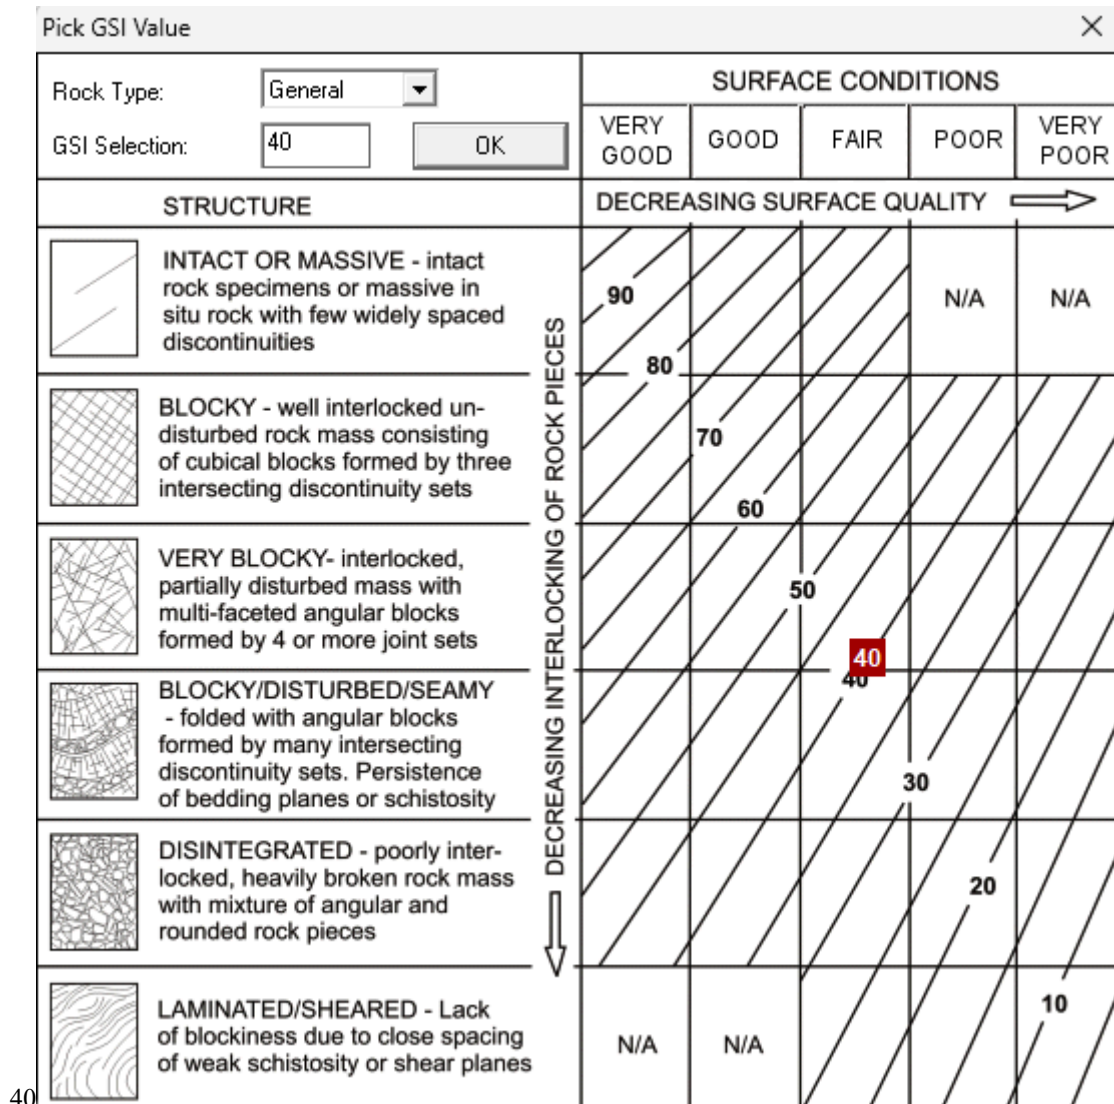 Pick GSI Value
Rock Type:
General
GSI Selection:
40
OK
SURFACE CONDITIONS
VERY
GOOD
GOOD
FAIR
POOR
VERY
POOR
STRUCTURE
DECREASING SURFACE QUALITY
DECREASING INTERLOCKING OF ROCK PIECES
INTACT OR MASSIVE - intact
rock specimens or massive in
situ rock with few widely spaced
discontinuities
90
80
N/A
N/A
BLOCKY - well interlocked un-
disturbed rock mass consisting
of cubical blocks formed by three
intersecting discontinuity sets
70
60
VERY BLOCKY- interlocked,
partially disturbed mass with
multi-faceted angular blocks
formed by 4 or more joint sets
50
40
BLOCKY/DISTURBED/SEAMY
- folded with angular blocks
formed by many intersecting
discontinuity sets. Persistence
of bedding planes or schistosity
40
30
DISINTEGRATED - poorly inter-
locked, heavily broken rock mass
with mixture of angular and
rounded rock pieces
20
LAMINATED/SHEARED - Lack
of blockiness due to close spacing
of weak schistosity or shear planes
N/A
N/A
10
40